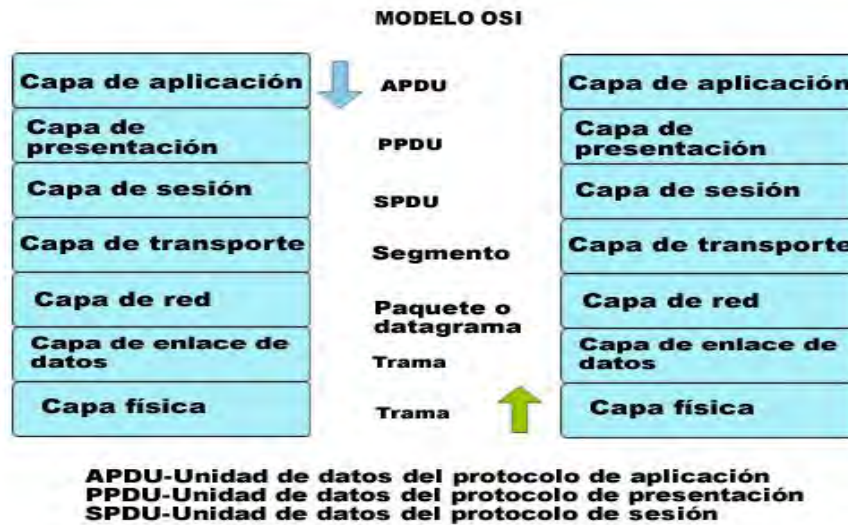 MODELO OSI
Capa de aplicación
APDU
Capa de aplicación
Capa de
presentación
PPDU
Capa de
presentación
Capa de sesión
SPDU
Capa de sesión
Capa de transporte
Segmento
Capa de transporte
Capa de red
Paquete o
datagrama
Capa de red
Capa de enlace de
datos
Trama
Capa de enlace de
datos
Capa física
Trama
Capa física
APDU-Unidad de datos del protocolo de aplicación
PPDU-Unidad de datos del protocolo de presentación
SPDU-Unidad de datos del protocolo de sesión